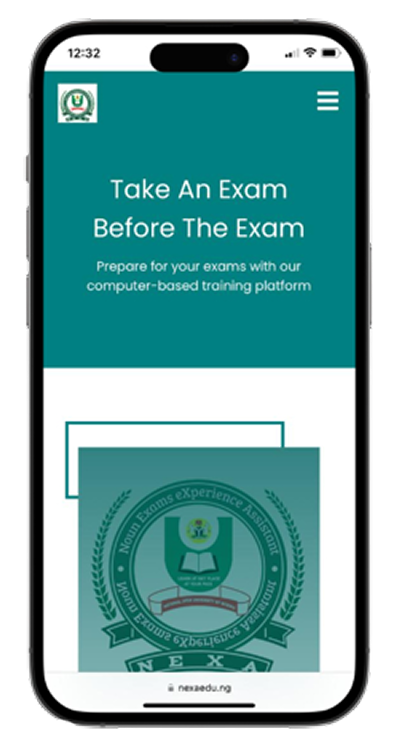 12:32
Take An Exam
Before The Exam
Prepare for your exams with our
computer-based training platform
Noun Exams eXperience Assistant
Noun Exams eXperience Assistant
NEXA
nexaedu.ng